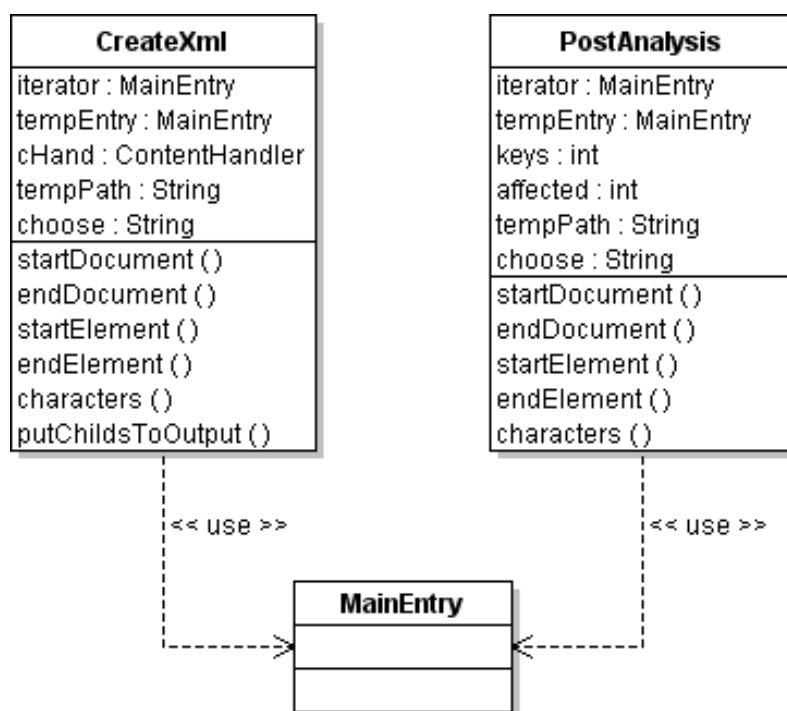 CreateXml
iterator : MainEntry
tempEntry : MainEntry
cHand : ContentHandler
tempPath : String
choose : String
startDocument ( )
endDocument ( )
startElement ( )
endElement ( )
characters ( )
putChildsToOutput ( )
PostAnalysis
iterator : MainEntry
tempEntry : MainEntry
keys : int
affected : int
tempPath : String
choose : String
startDocument ( )
endDocument ( )
startElement ( )
endElement ( )
characters ( )
<< use >>
<< use >>
MainEntry